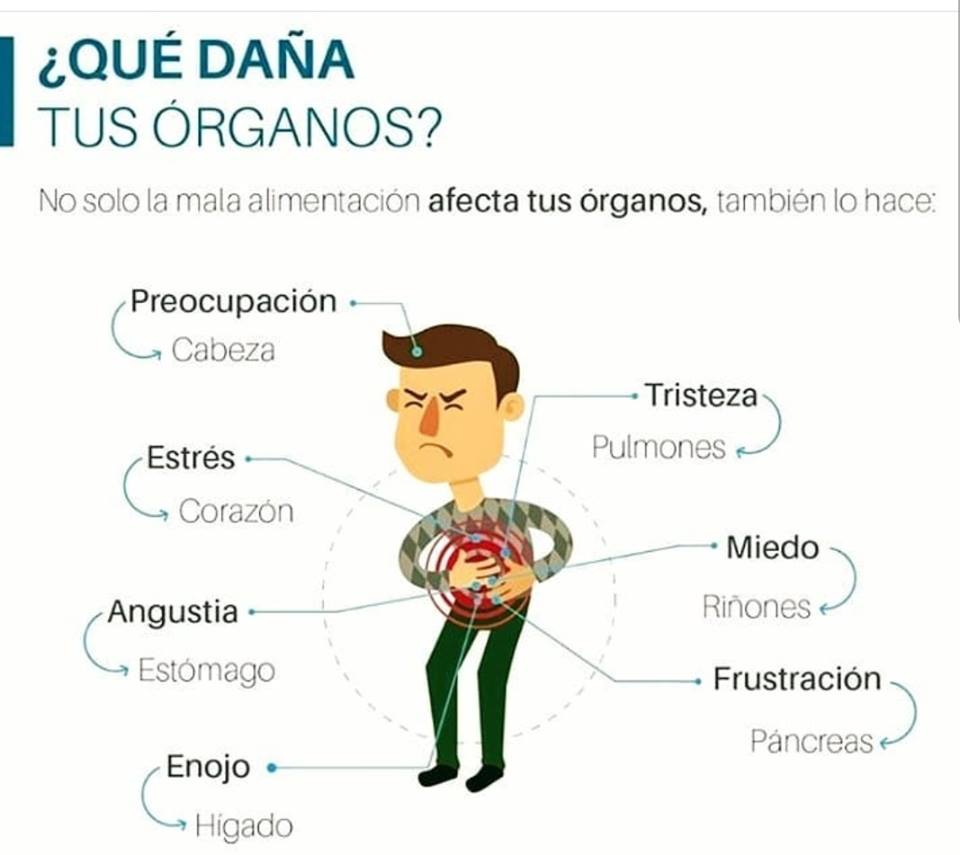 ¿QUÉ DAÑA
TUS ÓRGANOS?
No solo la mala alimentación afecta tus órganos, también lo hace:
Preocupación
Cabeza
Tristeza
Pulmones
Estrés
Corazón
Miedo
Riñones
Angustia
Estómago
Frustración
Páncreas
Enojo
Hígado